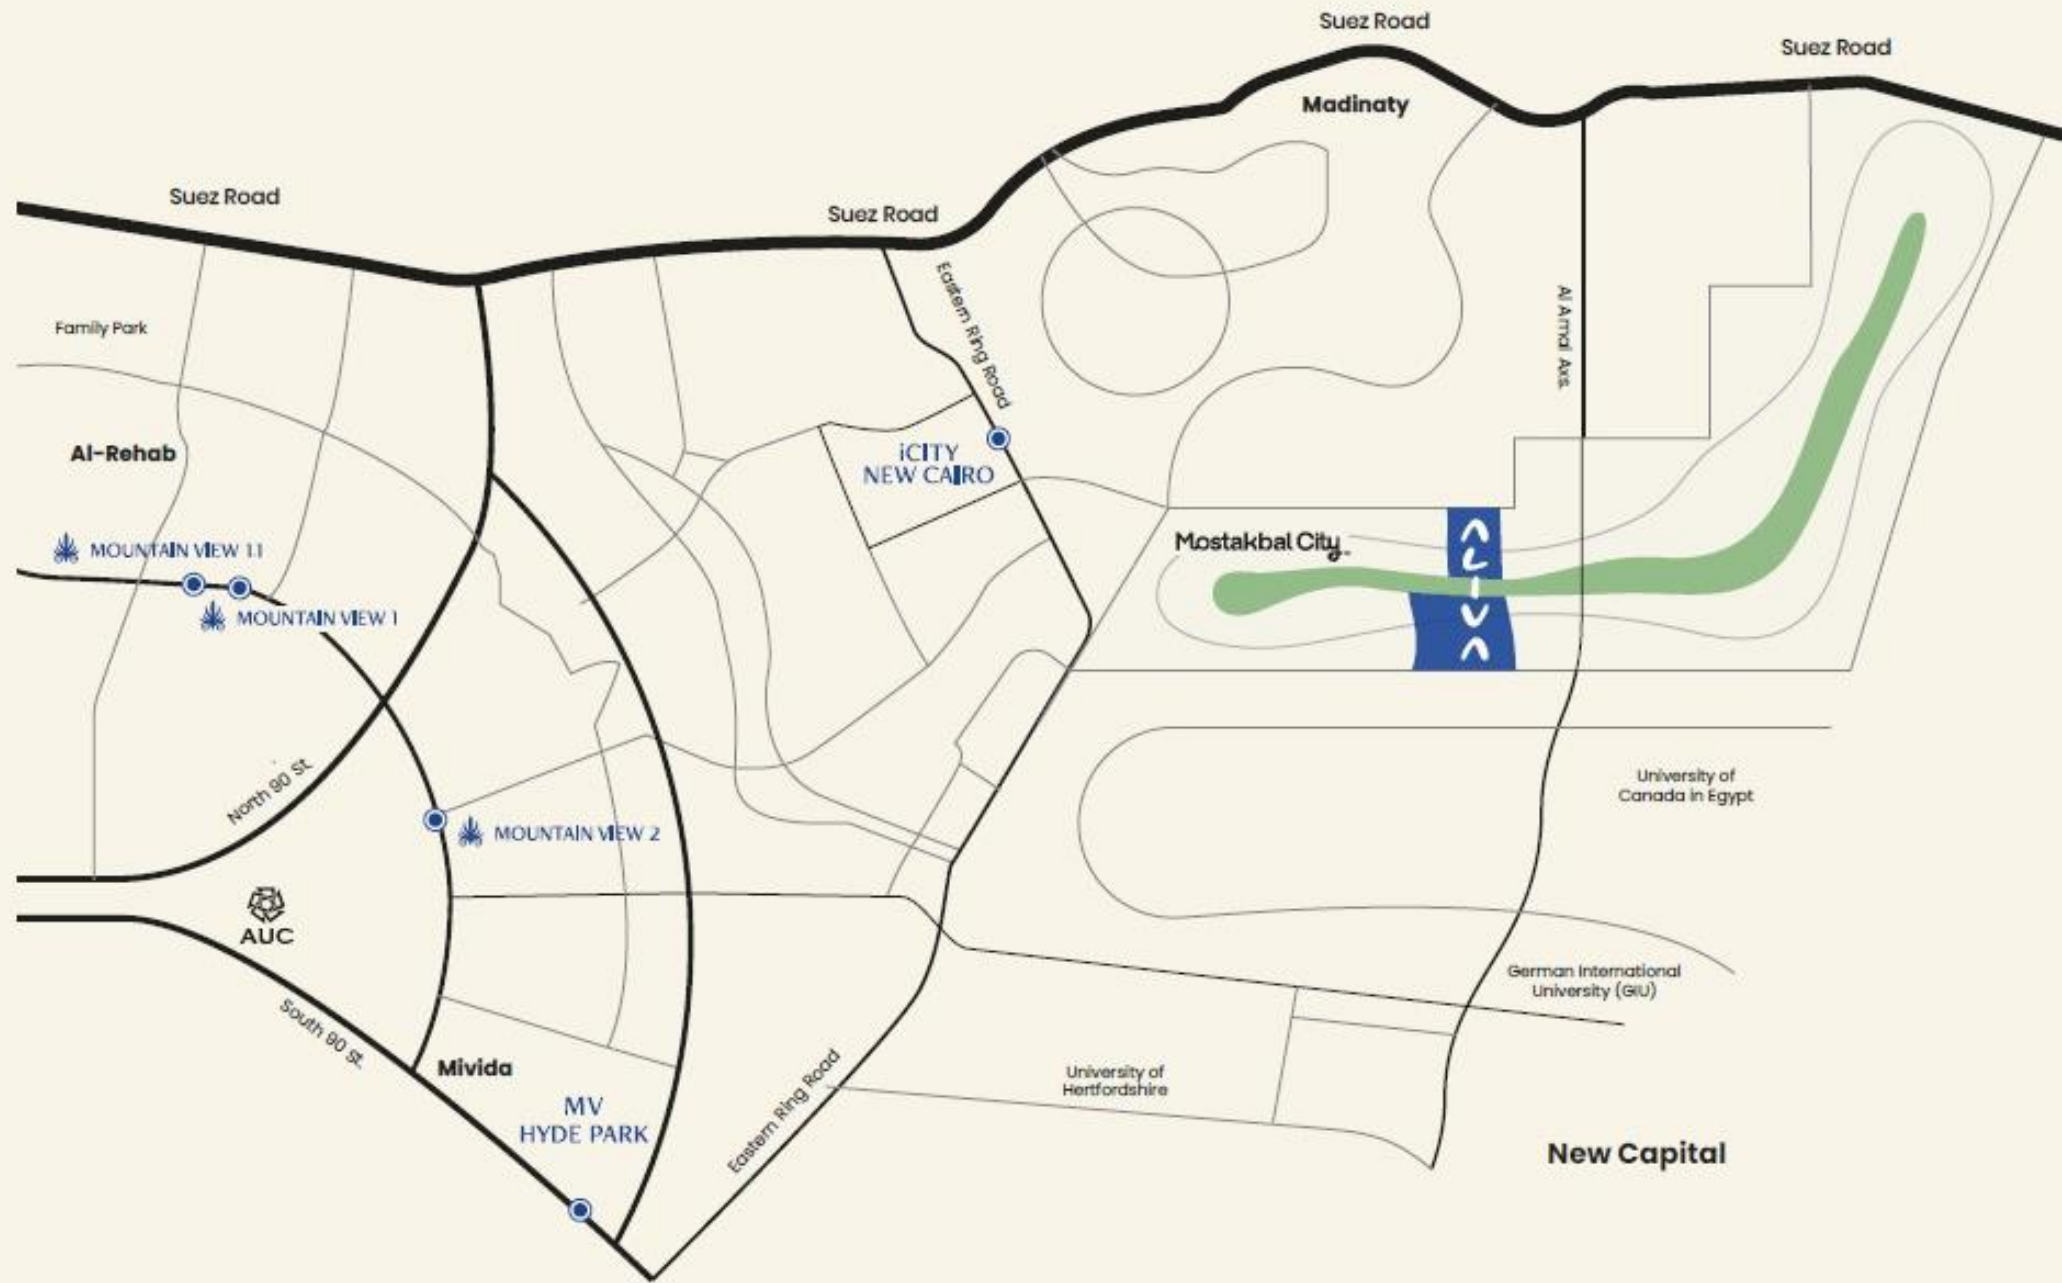 Suez Road
Suez Road
Madinaty
Suez Road
Suez Road
Eastern Ring Road
Family Park
Al Amal Axs.
Al-Rehab
iCITY
NEW CAIRO
Mostakbal City
MOUNTAIN VIEW 1.1
MOUNTAIN VIEW 1
ALIVA
North 90 St.
University of
Canada in Egypt
MOUNTAIN VIEW 2
AUC
German International
University (GIU)
South 90 St.
Mivida
University of
Hertfordshire
MV
HYDE PARK
Eastern Ring Road
New Capital